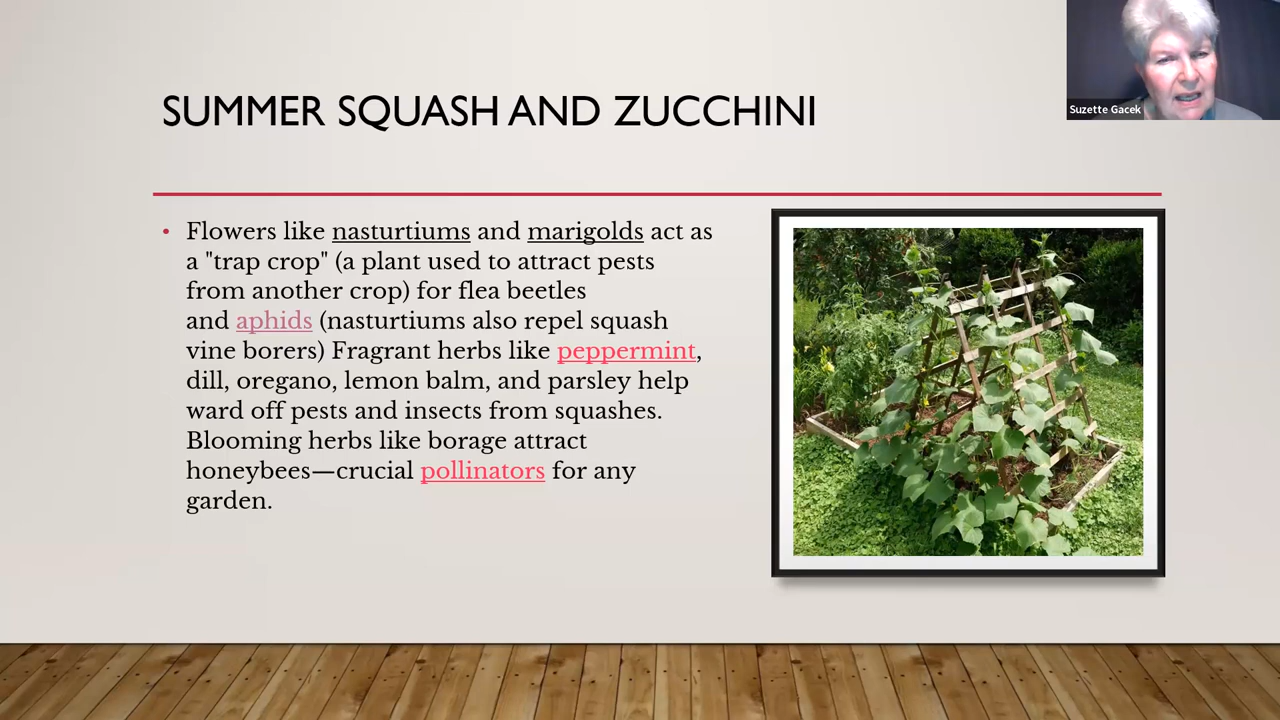 SUMMER SQUASH AND ZUCCHINI
Suzette Gacek
• Flowers like nasturtiums and marigolds act as
a "trap crop" (a plant used to attract pests
from another crop) for flea beetles
and aphids (nasturtiums also repel squash
vine borers) Fragrant herbs like peppermint,
dill, oregano, lemon balm, and parsley help
ward off pests and insects from squashes.
Blooming herbs like borage attract
honeybees—crucial pollinators for any
garden.